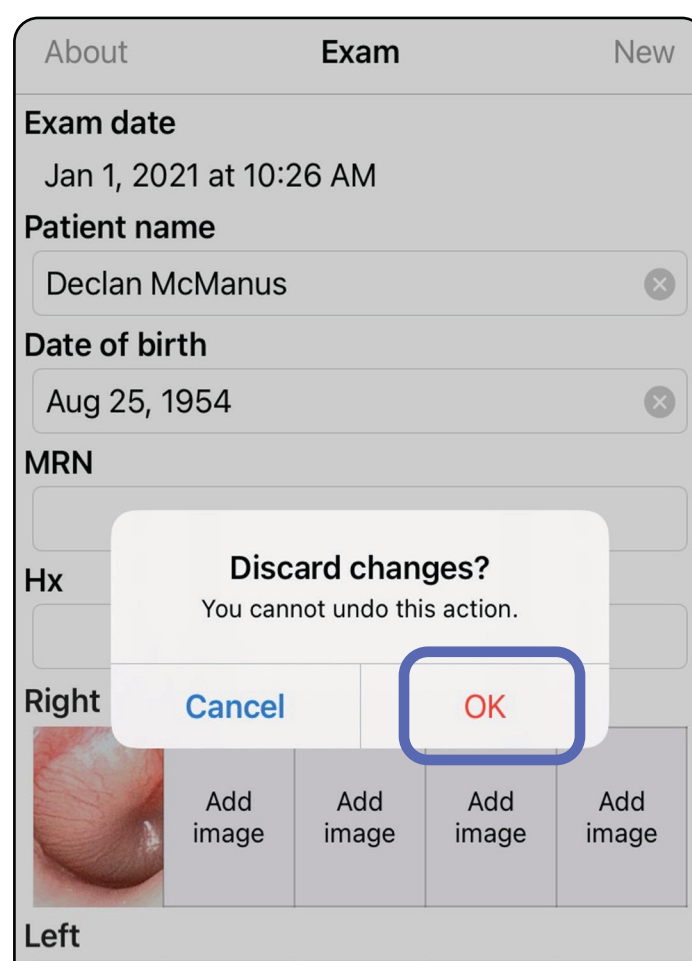 About Exam New
Exam date
Jan 1, 2021 at 10:26 AM
Patient name
Declan McManus
Date of birth
Aug 25, 1954
MRN
Discard changes?
Hx
You cannot undo this action.
Cancel OK
Right
Add image
Add image
Add image
Add image
Left